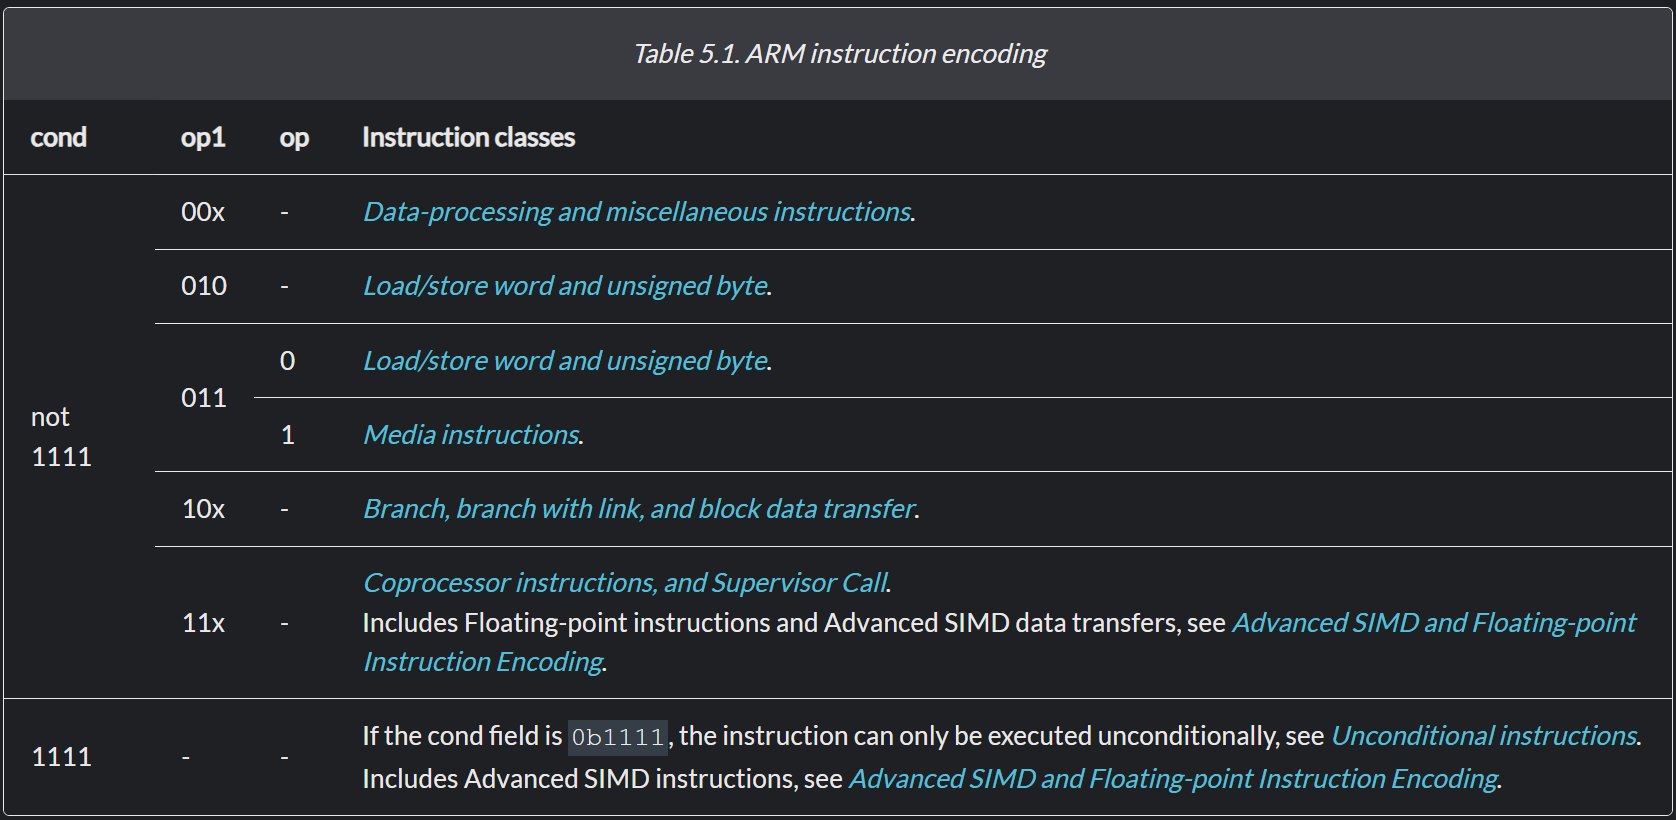 Table 5.1. ARM instruction encoding
cond op1 op Instruction classes
not
1111
00x - Data-processing and miscellaneous instructions.
010 - Load/store word and unsigned byte.
011
0 Load/store word and unsigned byte.
1 Media instructions.
10x - Branch, branch with link, and block data transfer.
11x -
Coprocessor instructions, and Supervisor Call.
Includes Floating-point instructions and Advanced SIMD data transfers, see Advanced SIMD and Floating-point
Instruction Encoding.
1111 - -
If the cond field is 0b1111, the instruction can only be executed unconditionally, see Unconditional instructions.
Includes Advanced SIMD instructions, see Advanced SIMD and Floating-point Instruction Encoding.